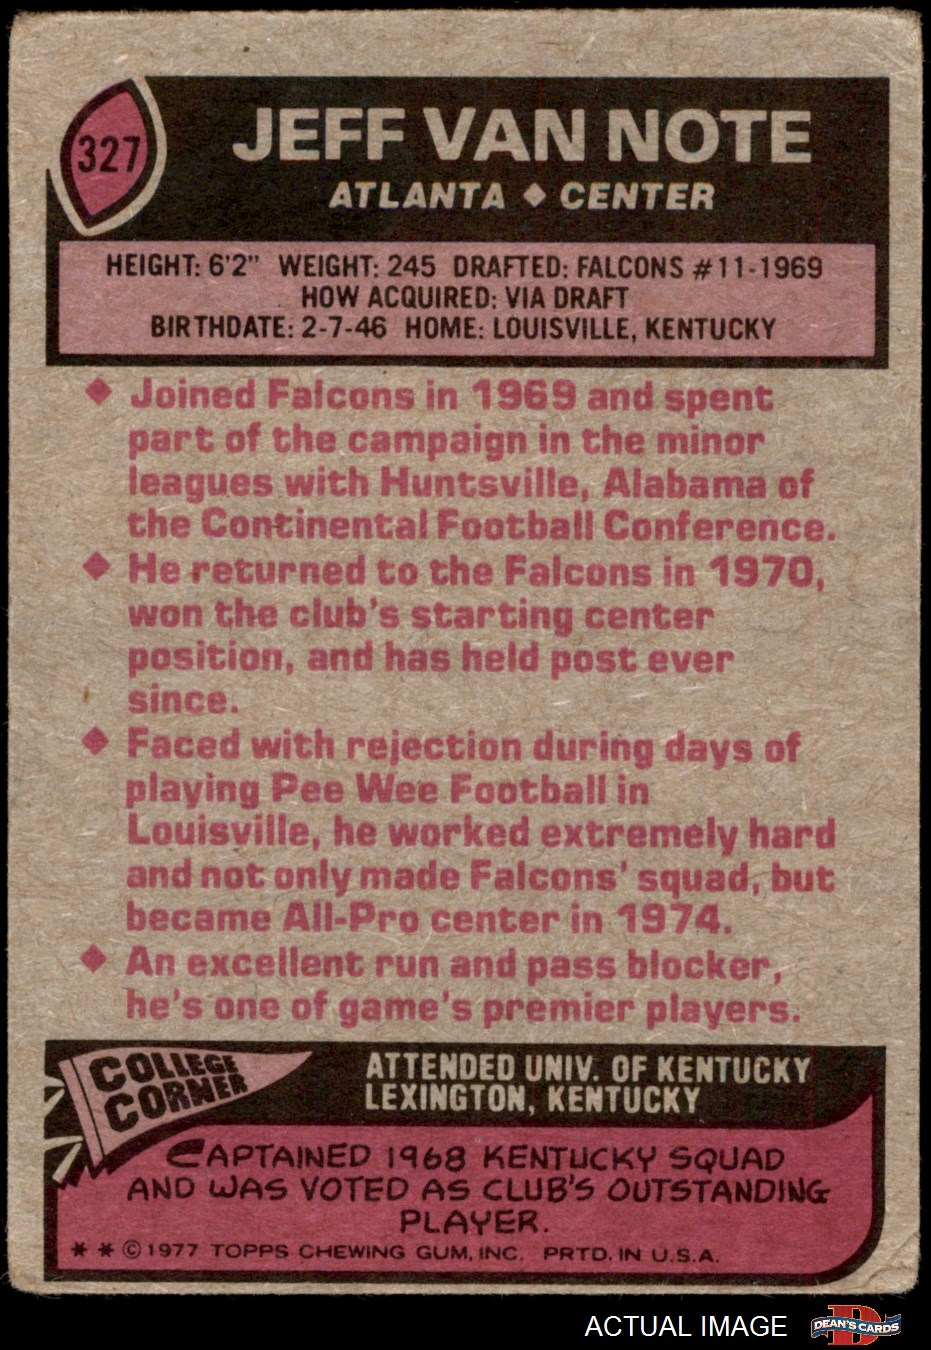 327
JEFF VAN NOTE
ATLANTA ◆ CENTER
HEIGHT: 6'2" WEIGHT: 245 DRAFTED: FALCONS #11-1969
HOW ACQUIRED: VIA DRAFT
BIRTHDATE: 2-7-46 HOME: LOUISVILLE, KENTUCKY
◆ Joined Falcons in 1969 and spent
part of the campaign in the minor
leagues with Huntsville, Alabama of
the Continental Football Conference.
◆ He returned to the Falcons in 1970,
won the club's starting center
position, and has held post ever
since.
◆ Faced with rejection during days of
playing Pee Wee Football in
Louisville, he worked extremely hard
and not only made Falcons' squad, but
became All-Pro center in 1974.
◆ An excellent run and pass blocker,
he's one of game's premier players.
COLLEGE
CORNER
ATTENDED UNIV. OF KENTUCKY
LEXINGTON, KENTUCKY
CAPTAINED 1968 KENTUCKY SQUAD
AND WAS VOTED AS CLUB'S OUTSTANDING
PLAYER.
* * © 1977 TOPPS CHEWING GUM, INC. PRTD. IN U.S.A.
ACTUAL IMAGE
D
DEAN'S CARDS